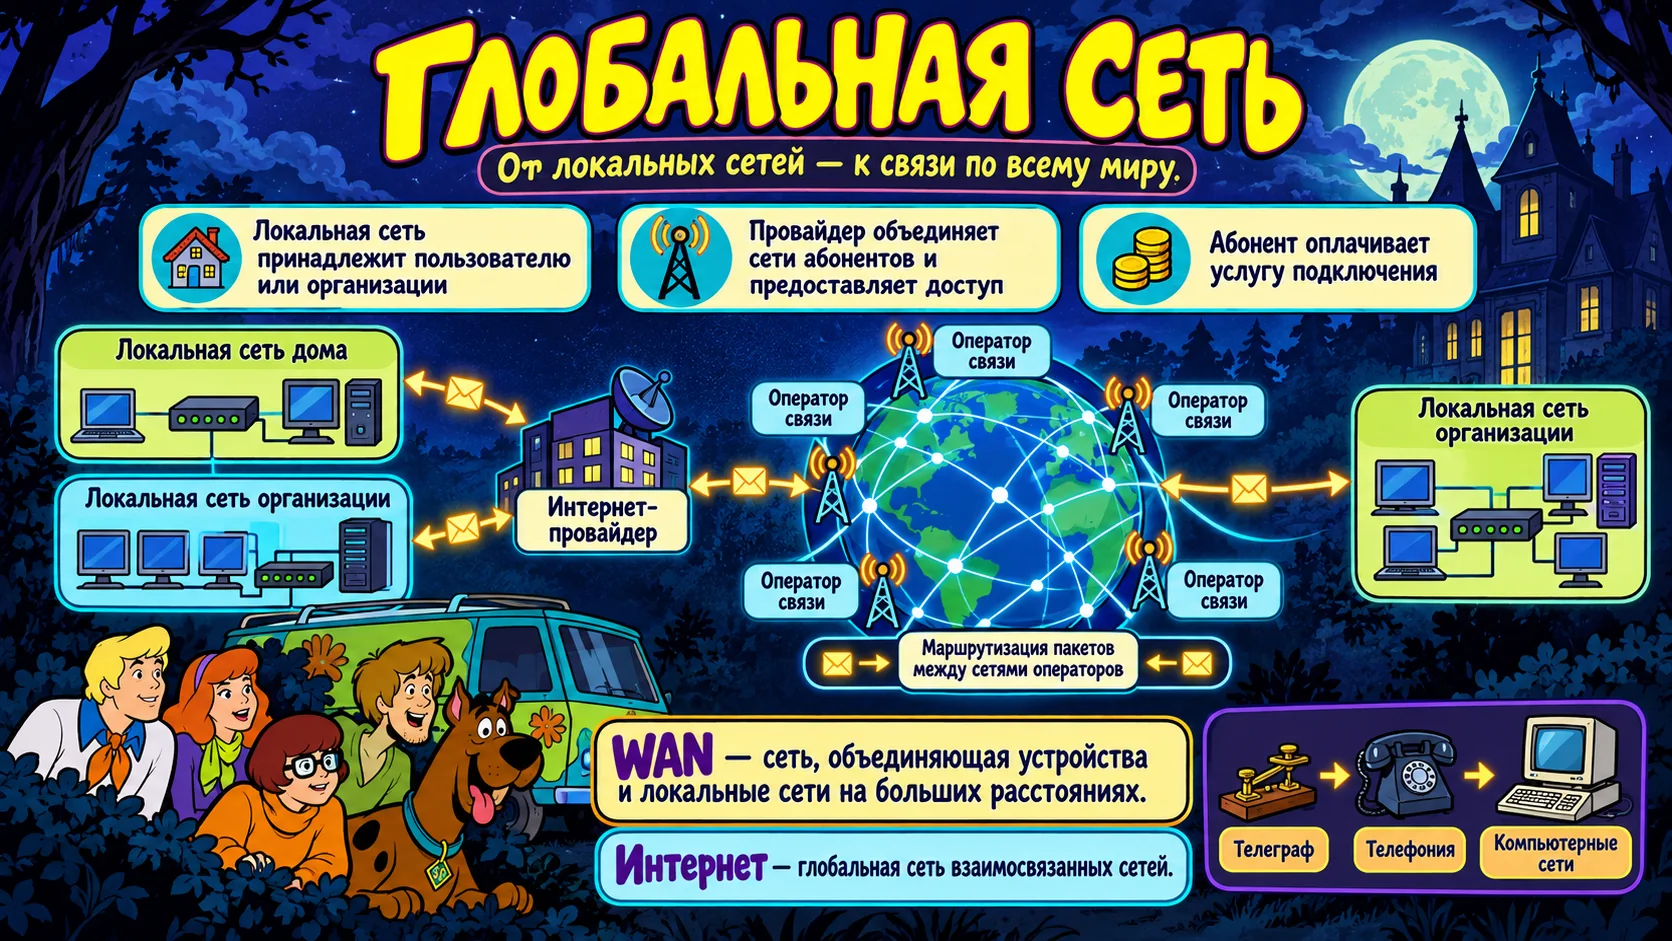 ГЛОБАЛЬНАЯ СЕТЬ
От локальных сетей — к связи по всему миру.
Локальная сеть
принадлежит пользователю
или организации
Провайдер объединяет
сети абонентов и
предоставляет доступ
Абонент оплачивает
услугу подключения
Локальная сеть дома
Локальная сеть организации
Интернет-
провайдер
Оператор
связи
Оператор
связи
Оператор
связи
Оператор
связи
Оператор
связи
Маршрутизация пакетов
между сетями операторов
Локальная сеть
организации
WAN — сеть, объединяющая устройства
и локальные сети на больших расстояниях.
Интернет — глобальная сеть взаимосвязанных сетей.
Телеграф
Телефония
Компьютерные
сети
SD